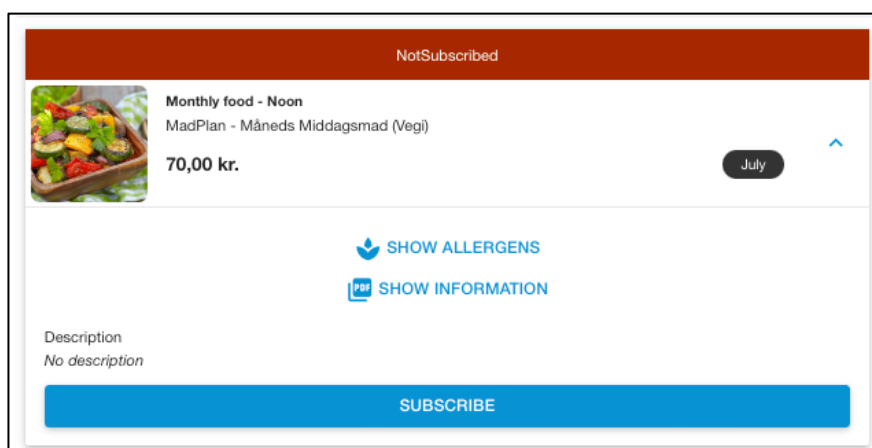 NotSubscribed
Monthly food - Noon
MadPlan - Måneds Middagsmad (Vegi)
70,00 kr.
July
SHOW ALLERGENS
PDF SHOW INFORMATION
Description
No description
SUBSCRIBE